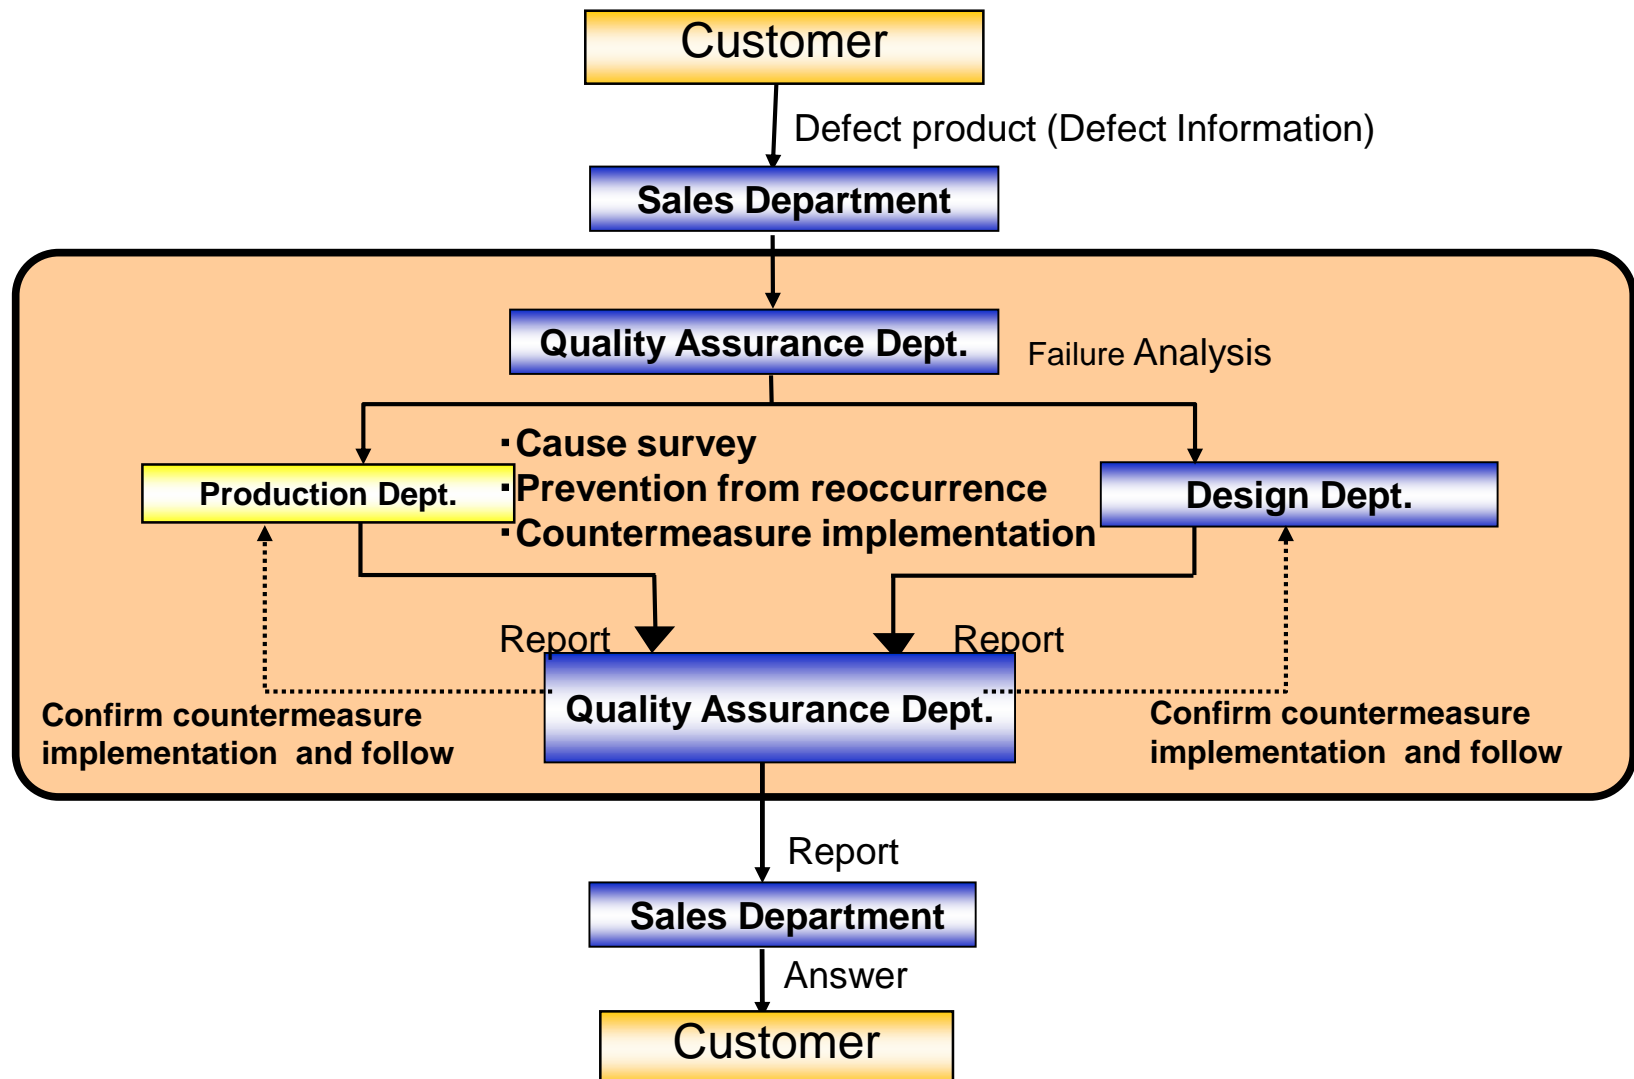 Customer
Defect product (Defect Information)
Sales Department
Quality Assurance Dept.
Failure Analysis
・Cause survey
・Prevention from reoccurrence
・Countermeasure implementation
Production Dept.
Design Dept.
Report
Report
Quality Assurance Dept.
Confirm countermeasure
implementation  and follow
Confirm countermeasure
implementation  and follow
Report
Sales Department
Answer
Customer